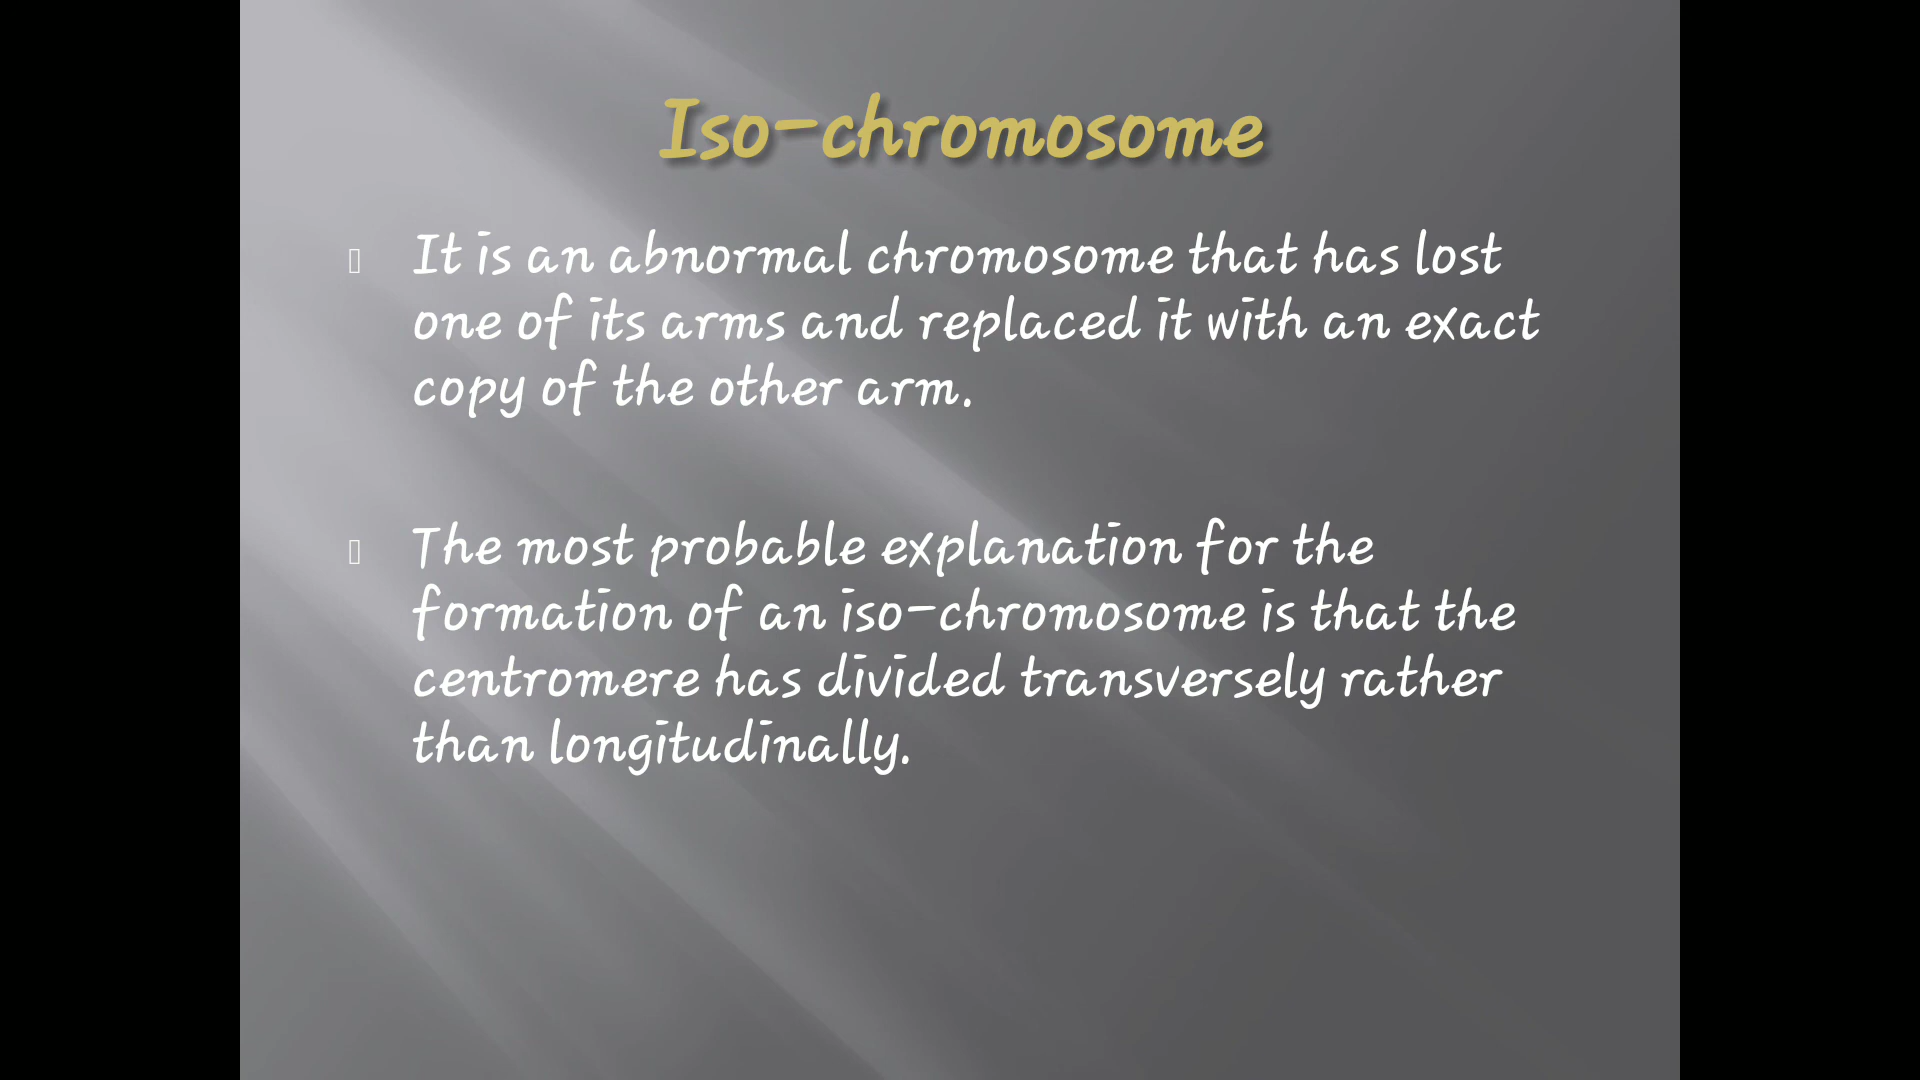 Iso-chromosome
It is an abnormal chromosome that has lost
one of its arms and replaced it with an exact
copy of the other arm.
The most probable explanation for the
formation of an iso-chromosome is that the
centromere has divided transversely rather
than longitudinally.